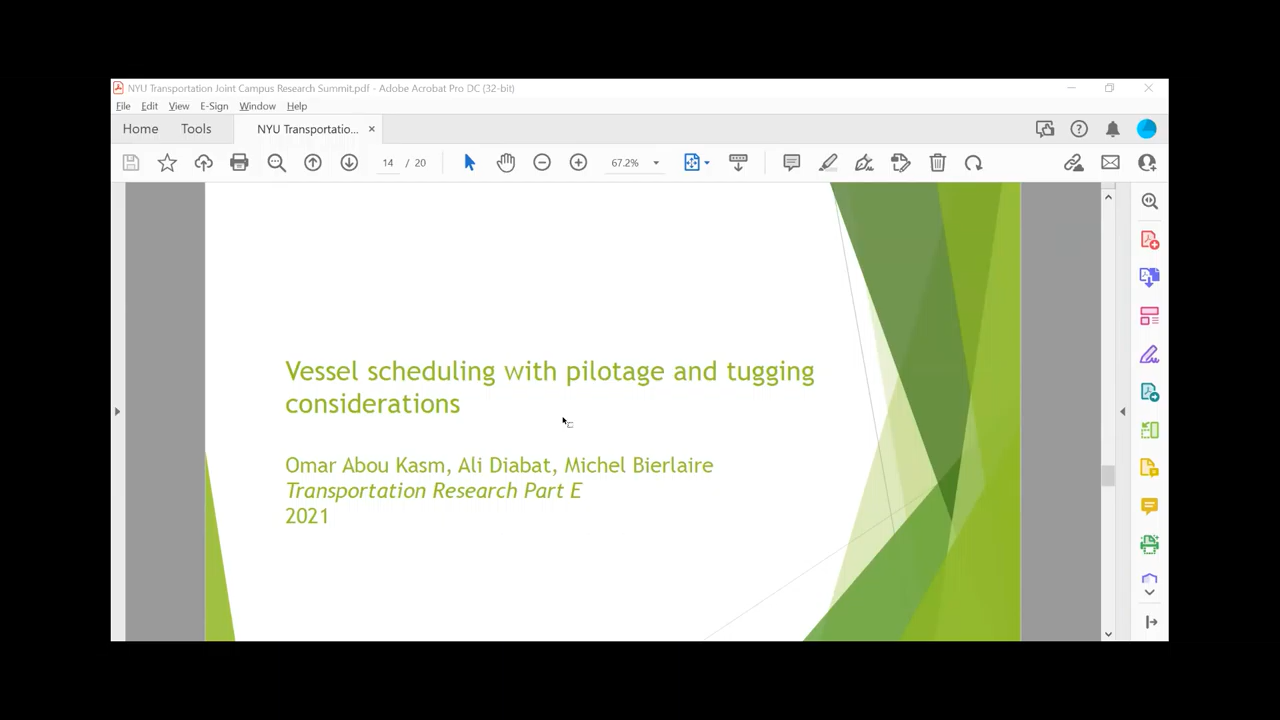 NYU Transportation Joint Campus Research Summit.pdf - Adobe Acrobat Pro DC (32-bit)
File Edit View E-Sign Window Help
Home Tools NYU Transportatio... ×
14 / 20 67.2%
Vessel scheduling with pilotage and tugging
considerations
Omar Abou Kasm, Ali Diabat, Michel Bierlaire
Transportation Research Part E
2021